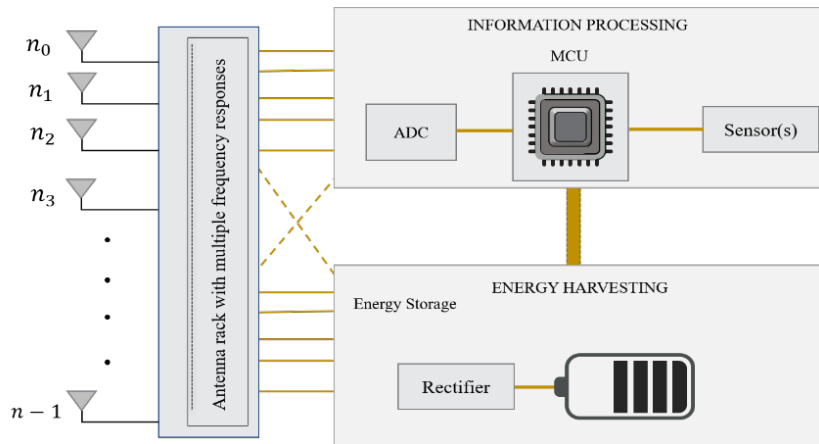 n₀
n₁
n₂
n₃
n − 1
Antenna rack with multiple frequency responses
INFORMATION PROCESSING
MCU
ADC
Sensor(s)
ENERGY HARVESTING
Energy Storage
Rectifier